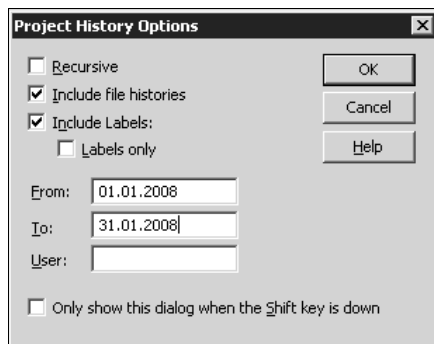 Project History Options
Recursive
OK
Include file histories
Cancel
Include Labels:
Labels only
Help
From: 01.01.2008
To: 31.01.2008
User:
Only show this dialog when the Shift key is down